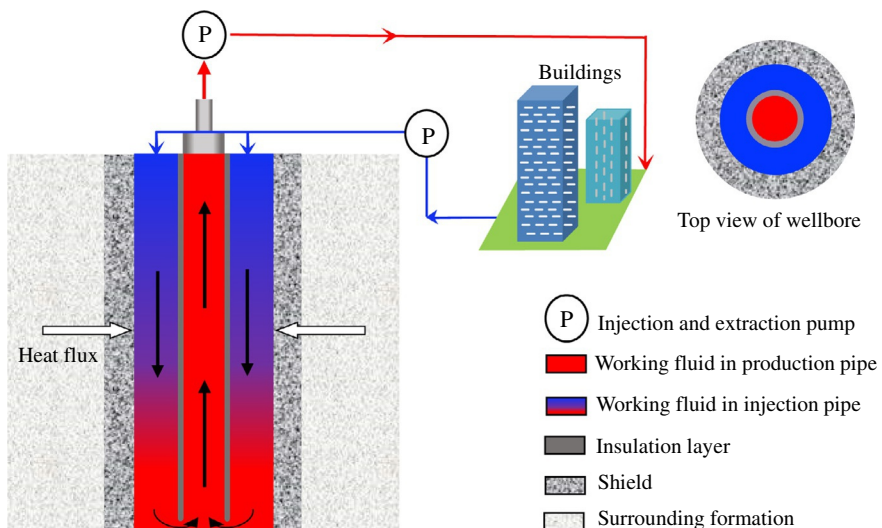 P
Buildings
P
Top view of wellbore
Heat flux
P
Injection and extraction pump
Working fluid in production pipe
Working fluid in injection pipe
Insulation layer
Shield
Surrounding formation